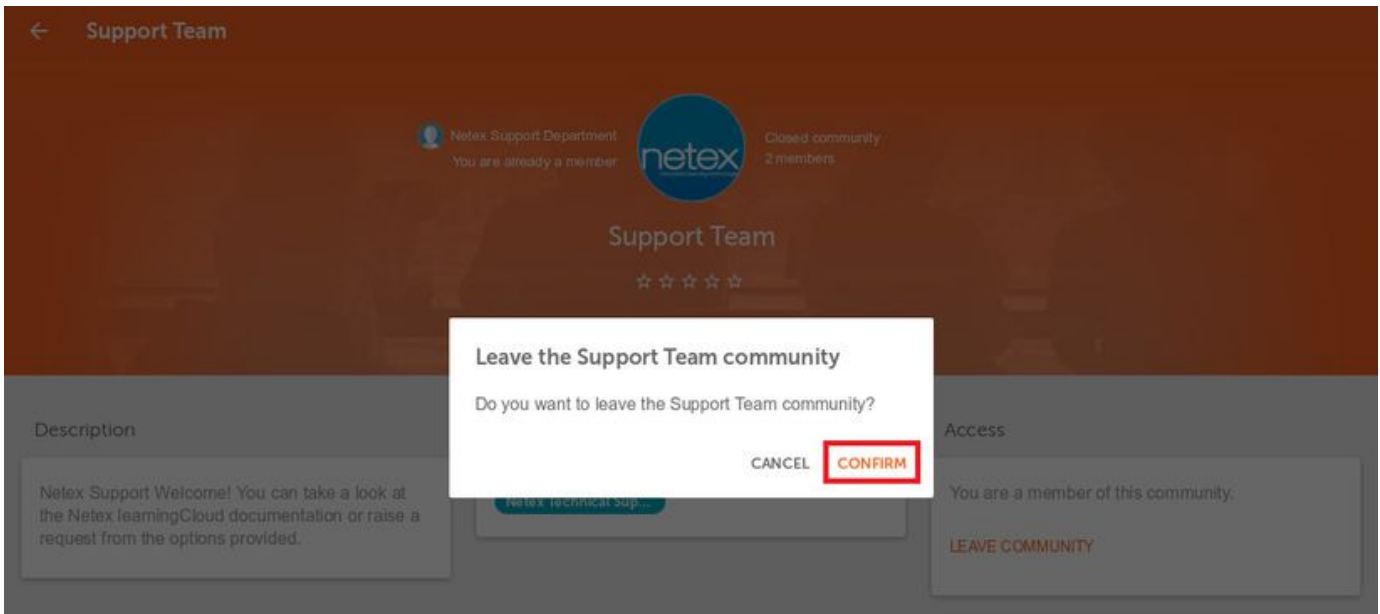 Support Team
Netex Support Department
You are already a member
netex
Closed community
2 members
Support Team
Leave the Support Team community
Do you want to leave the Support Team community?
CANCEL CONFIRM
Description
Netex Support Welcome! You can take a look at
the Netex learningCloud documentation or raise a
request from the options provided.
Netex Technical Sup...
Access
You are a member of this community.
LEAVE COMMUNITY